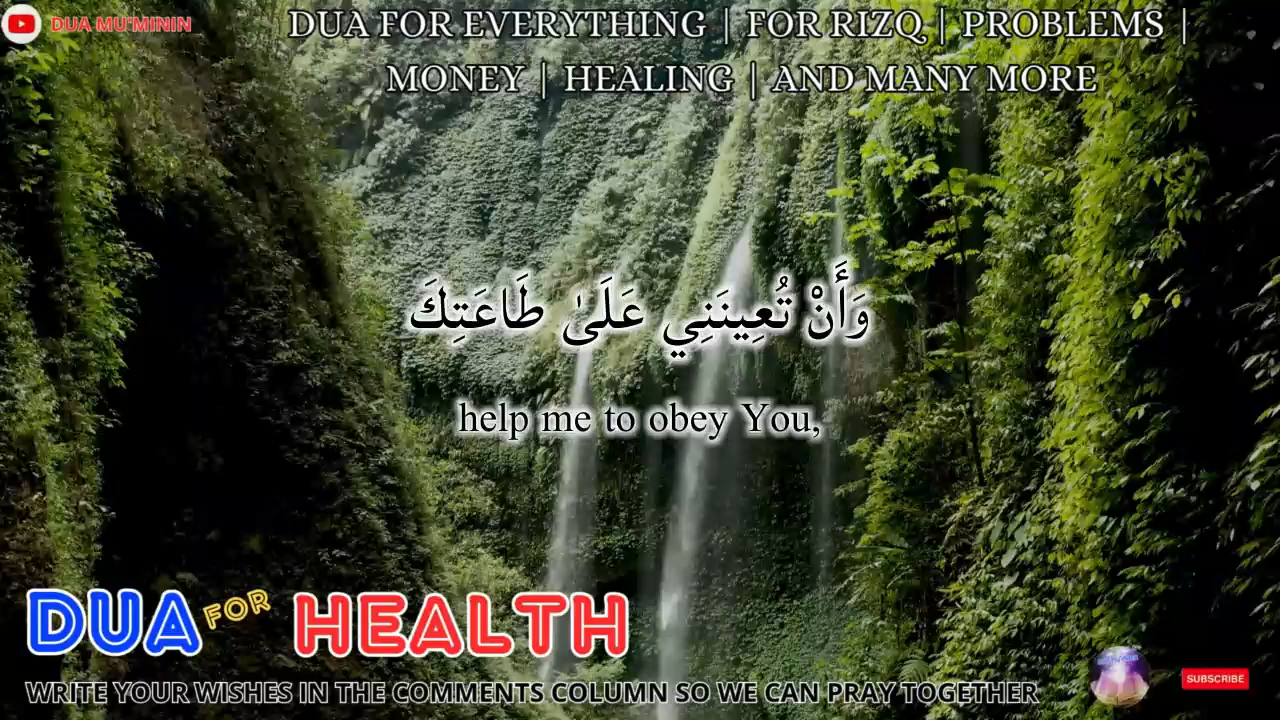 DUA MU'MININ
DUA FOR EVERYTHING | FOR RIZQ | PROBLEMS |
MONEY | HEALING | AND MANY MORE
وَأَنْ تُعِينَنِي عَلَىٰ طَاعَتِكَ
help me to obey You,
DUA FOR HEALTH
WRITE YOUR WISHES IN THE COMMENTS COLUMN SO WE CAN PRAY TOGETHER
SUBSCRIBE